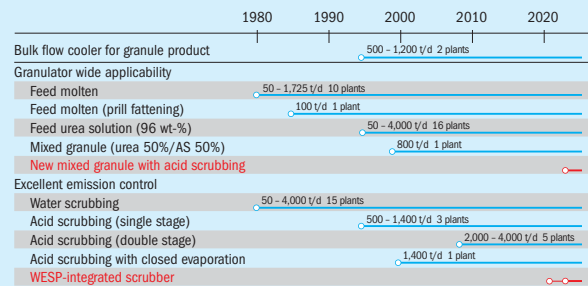 1980 1990 2000 2010 2020
Bulk flow cooler for granule product 500 – 1,200 t/d 2 plants
Granulator wide applicability
Feed molten 50 – 1,725 t/d 10 plants
Feed molten (prill fattening) 100 t/d 1 plant
Feed urea solution (96 wt-%) 50 – 4,000 t/d 16 plants
Mixed granule (urea 50%/AS 50%) 800 t/d 1 plant
New mixed granule with acid scrubbing
Excellent emission control
Water scrubbing 50 – 4,000 t/d 15 plants
Acid scrubbing (single stage) 500 – 1,400 t/d 3 plants
Acid scrubbing (double stage) 2,000 – 4,000 t/d 5 plants
Acid scrubbing with closed evaporation 1,400 t/d 1 plant
WESP-integrated scrubber